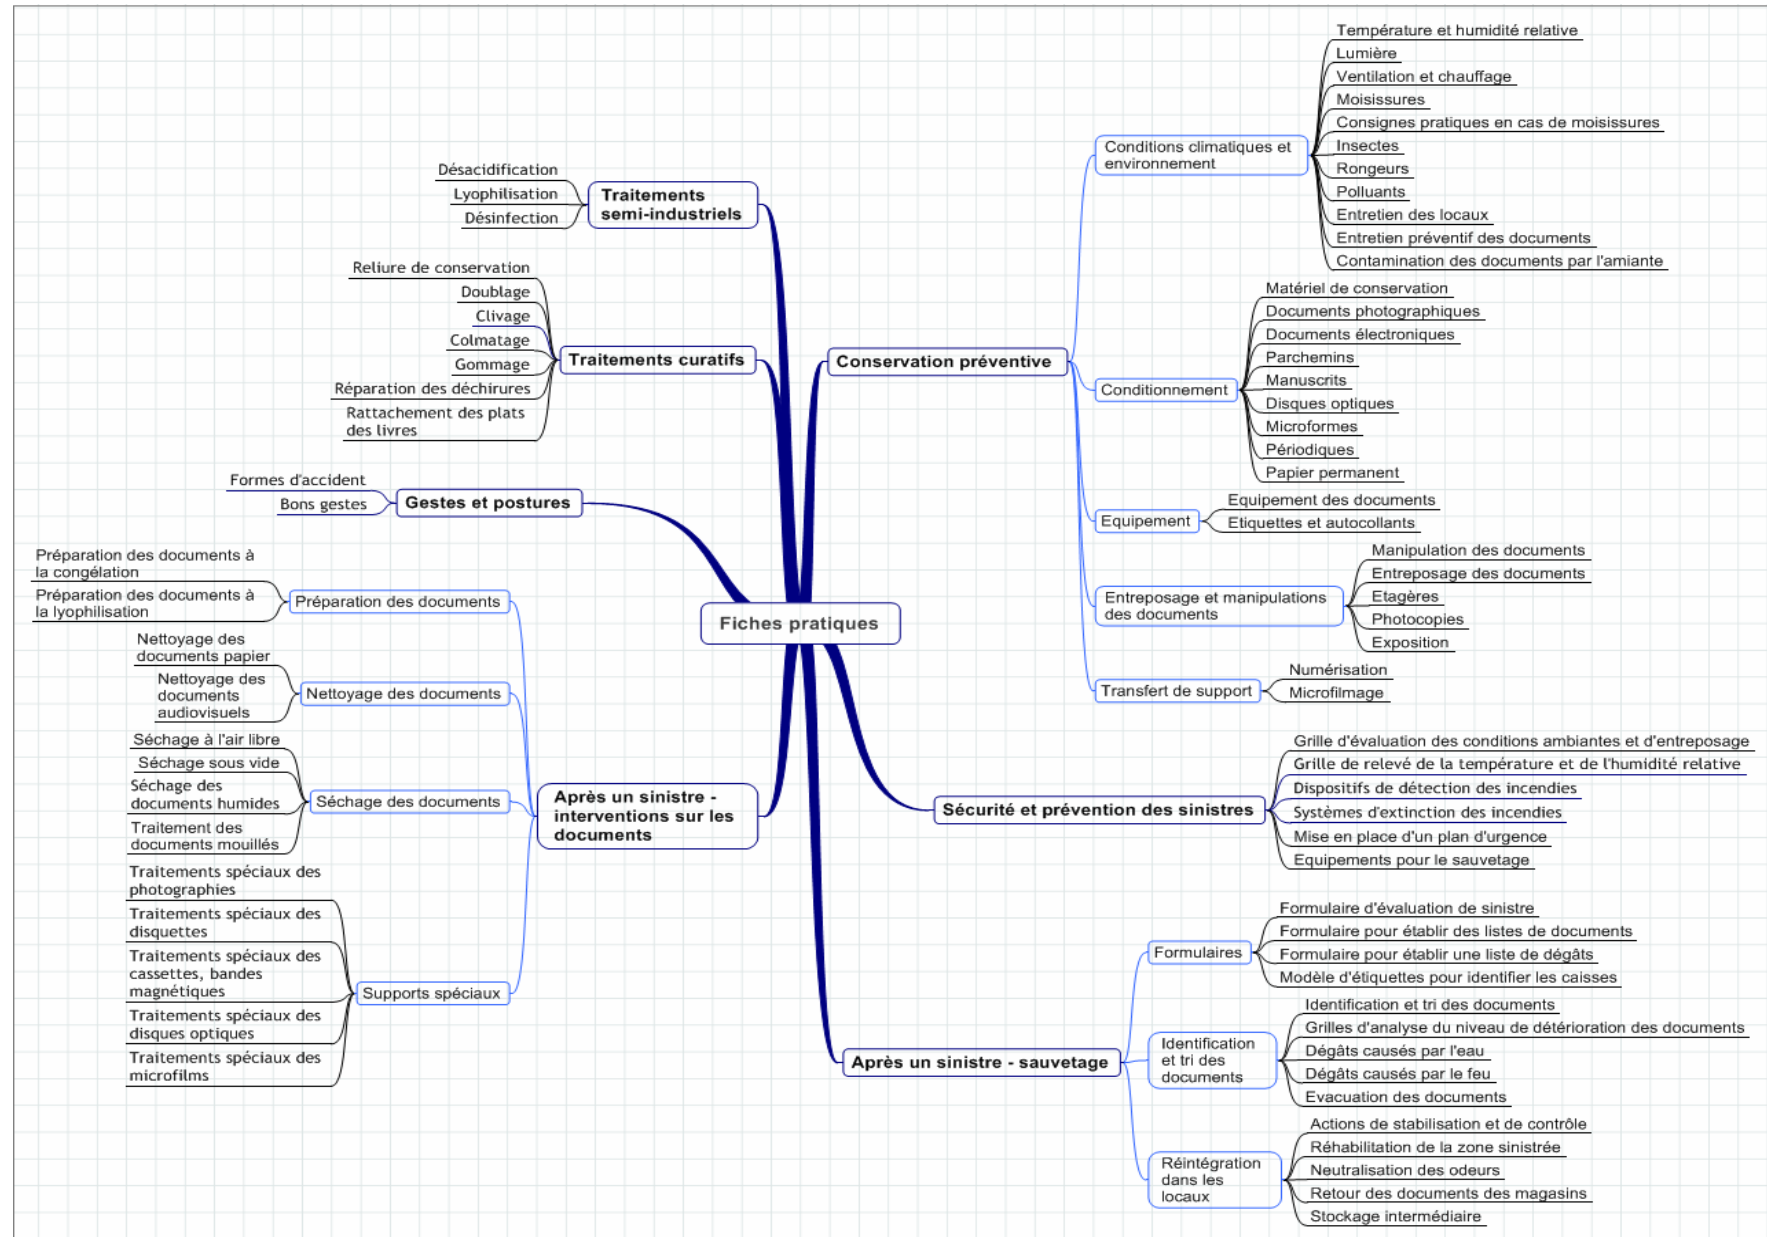 Fiches pratiques
Conservation préventive
Conditions climatiques et
environnement
Température et humidité relative
Lumière
Ventilation et chauffage
Moisissures
Consignes pratiques en cas de moisissures
Insectes
Rongeurs
Polluants
Entretien des locaux
Entretien préventif des documents
Contamination des documents par l'amiante
Conditionnement
Matériel de conservation
Documents photographiques
Documents électroniques
Parchemins
Manuscrits
Disques optiques
Microformes
Périodiques
Papier permanent
Equipement
Equipement des documents
Etiquettes et autocollants
Entreposage et manipulations
des documents
Manipulation des documents
Entreposage des documents
Etagères
Photocopies
Exposition
Transfert de support
Numérisation
Microfilmage
Sécurité et prévention des sinistres
Grille d'évaluation des conditions ambiantes et d'entreposage
Grille de relevé de la température et de l'humidité relative
Dispositifs de détection des incendies
Systèmes d'extinction des incendies
Mise en place d'un plan d'urgence
Equipements pour le sauvetage
Après un sinistre - sauvetage
Formulaires
Formulaire d'évaluation de sinistre
Formulaire pour établir des listes de documents
Formulaire pour établir une liste de dégâts
Modèle d'étiquettes pour identifier les caisses
Identification
et tri des
documents
Identification et tri des documents
Grilles d'analyse du niveau de détérioration des documents
Dégâts causés par l'eau
Dégâts causés par le feu
Evacuation des documents
Réintégration
dans les
locaux
Actions de stabilisation et de contrôle
Réhabilitation de la zone sinistrée
Neutralisation des odeurs
Retour des documents des magasins
Stockage intermédiaire
Traitements
semi-industriels
Désacidification
Lyophilisation
Désinfection
Traitements curatifs
Reliure de conservation
Doublage
Clivage
Colmatage
Gommage
Réparation des déchirures
Rattachement des plats
des livres
Gestes et postures
Formes d'accident
Bons gestes
Après un sinistre -
interventions sur les
documents
Préparation des documents
Préparation des documents à
la congélation
Préparation des documents à
la lyophilisation
Nettoyage des documents
Nettoyage des
documents papier
Nettoyage des
documents
audiovisuels
Séchage des documents
Séchage à l'air libre
Séchage sous vide
Séchage des
documents humides
Traitement des
documents mouillés
Supports spéciaux
Traitements spéciaux des
photographies
Traitements spéciaux des
disquettes
Traitements spéciaux des
cassettes, bandes
magnétiques
Traitements spéciaux des
disques optiques
Traitements spéciaux des
microfilms